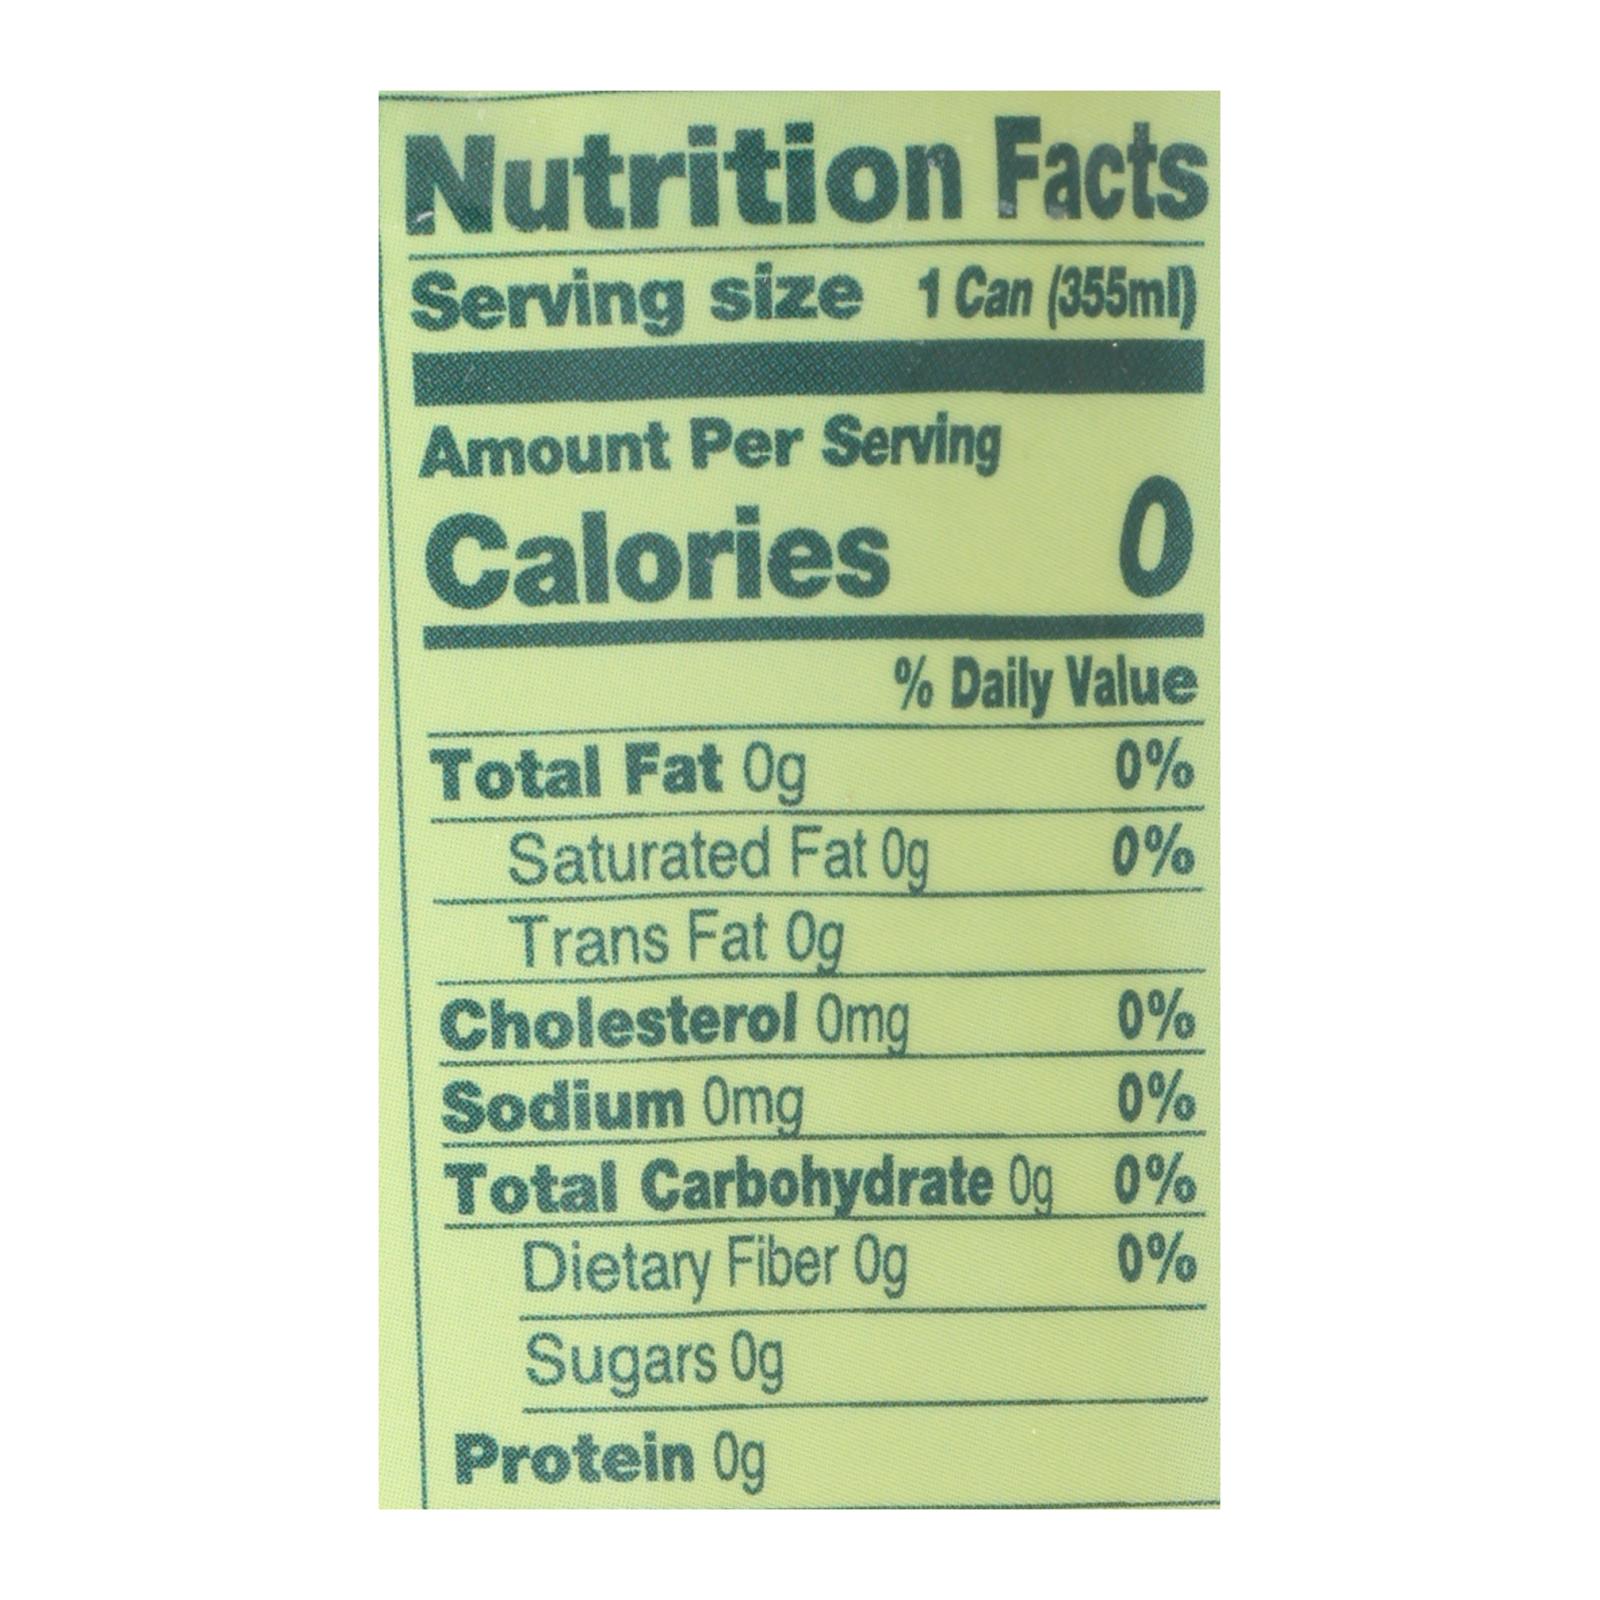 Nutrition Facts
Serving size 1 Can (355ml)
Amount Per Serving
Calories 0
% Daily Value
Total Fat 0g 0%
Saturated Fat 0g 0%
Trans Fat 0g
Cholesterol 0mg 0%
Sodium 0mg 0%
Total Carbohydrate 0g 0%
Dietary Fiber 0g 0%
Sugars 0g
Protein 0g